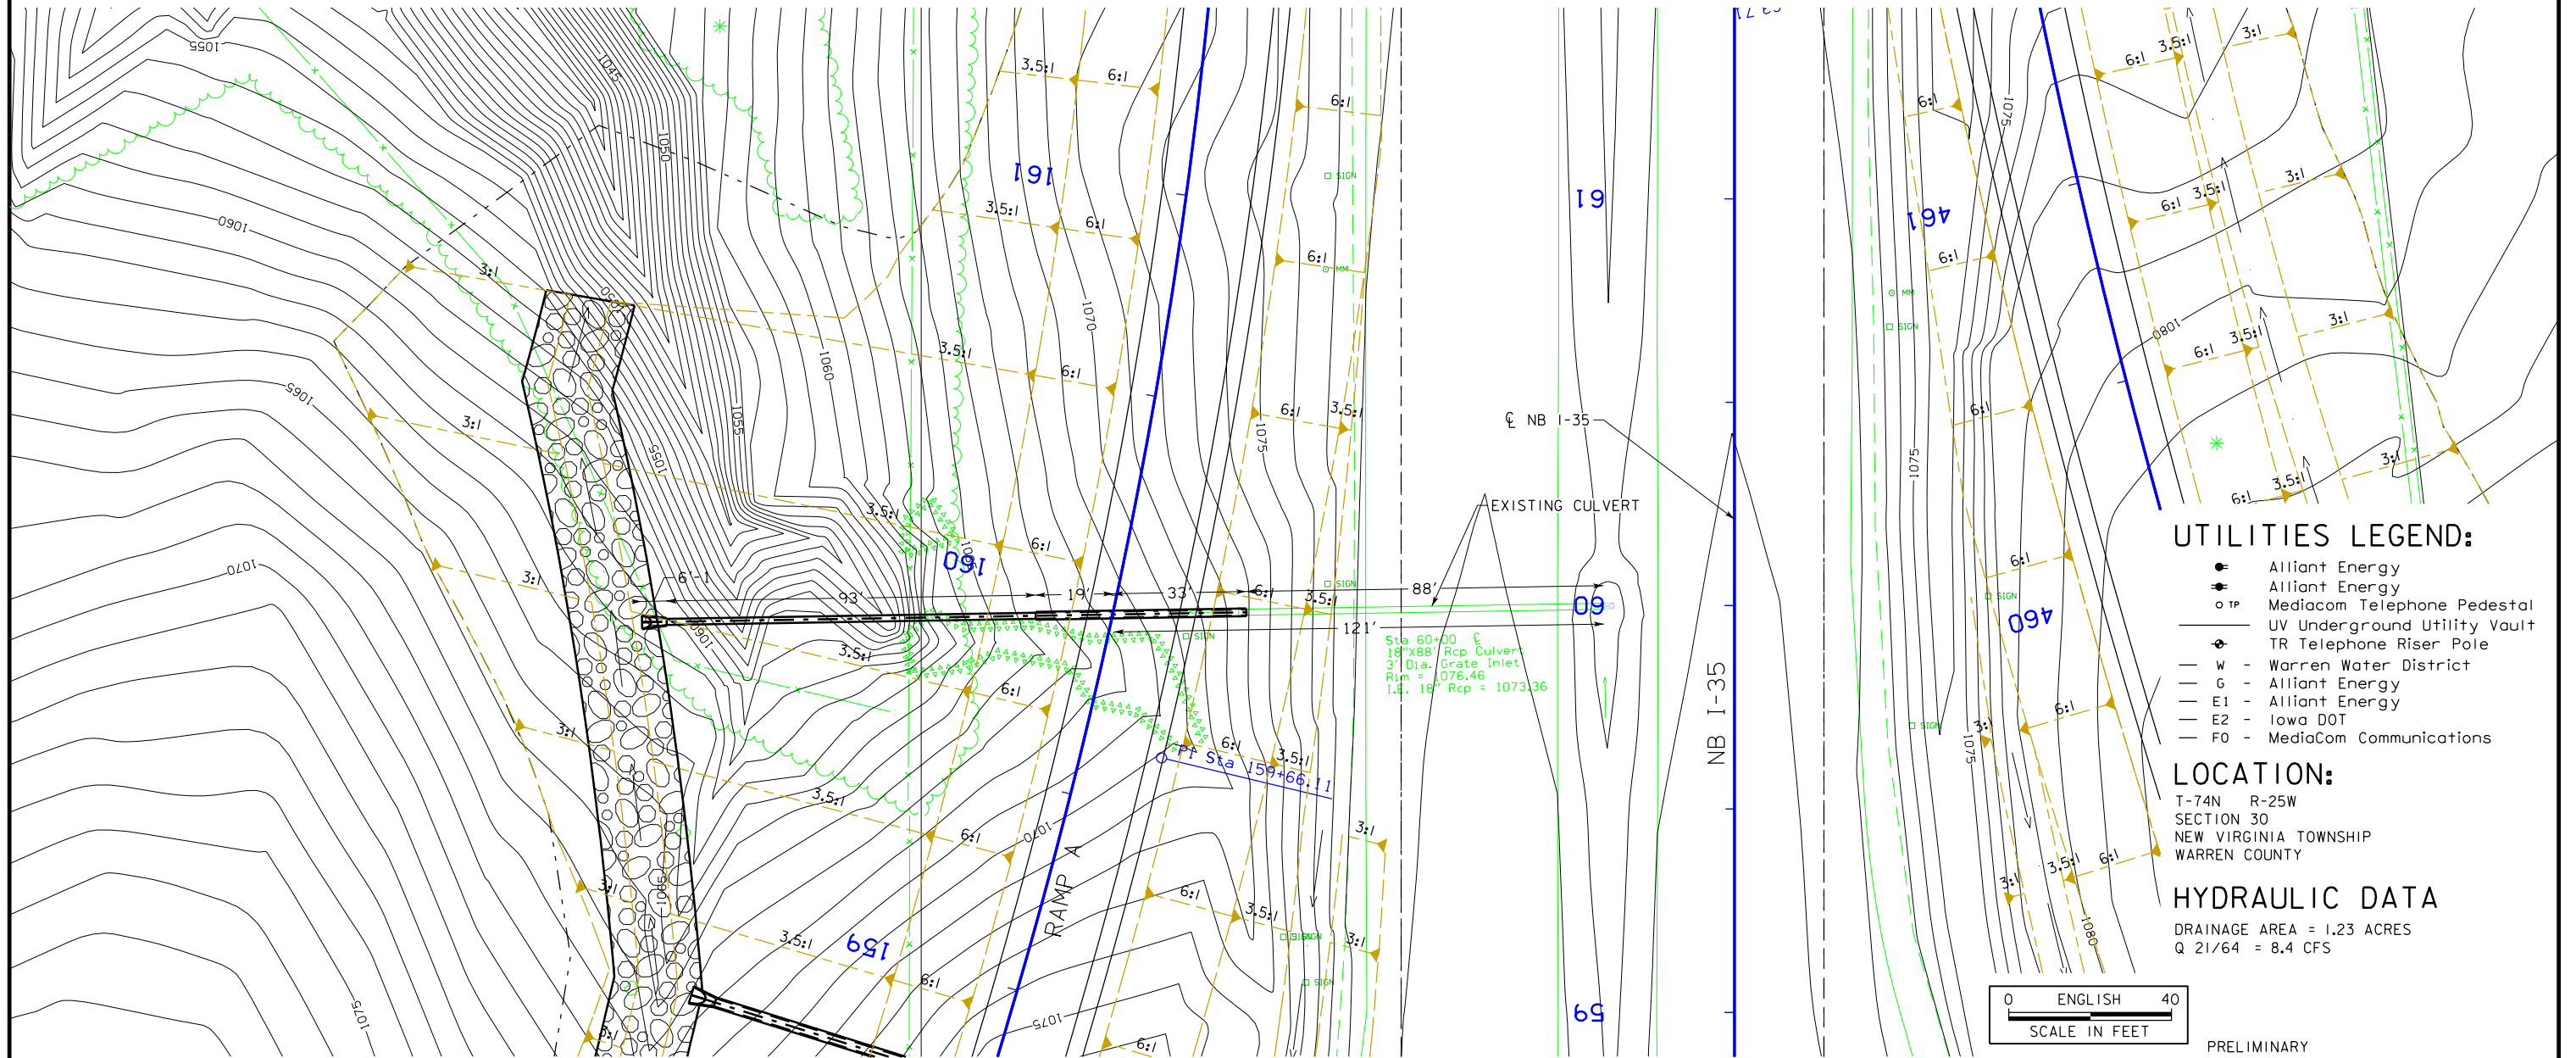 1055
1045
3.5:1
6:1
6:1
6:1
3.5:1
3:1
6:1
1075
1050
161
SIGN
61
461
3.5:1
6:1
6:1
3.5:1
3:1
1060
3:1
6:1
MM
6:1
MM
SIGN
1070
1080
3:1
3.5:1
6:1
1060
3.5:1
6:1
1065
3:1
1055
1055
6:1
3.5:1
1075
℄ NB I-35
6:1
1075
3:1
3.5:1
6:1
3.5:1
EXISTING CULVERT
160
6:1
1070
3:1
6'-1
93'
19'
33'
6:1
3.5:1
SIGN
88'
60
6:1
SIGN
460
121'
1060
SIGN
Sta 60+00 ℄
18"X88' Rcp Culvert
3' Dia. Grate Inlet
Rim = 1076.46
I.E. 18" Rcp = 1073.36
3.5:1
6:1
3:1
6:1
3.5:1
PI Sta 159+66.11
NB I-35
SIGN
1075
3:1
6:1
3.5:1
6:1
1070
RAMP A
3:1
3:1
3.5:1
6:1
3:1
1065
159
3.5:1
6:1
6:1
3.5:1
SIGN
3:1
SIGN
1080
1075
1075
3:1
6:1
59
UTILITIES LEGEND:
Alliant Energy
Alliant Energy
TP Mediacom Telephone Pedestal
UV Underground Utility Vault
TR Telephone Riser Pole
W - Warren Water District
G - Alliant Energy
E1 - Alliant Energy
E2 - Iowa DOT
FO - MediaCom Communications
LOCATION:
T-74N R-25W
SECTION 30
NEW VIRGINIA TOWNSHIP
WARREN COUNTY
HYDRAULIC DATA
DRAINAGE AREA = 1.23 ACRES
Q 21/64 = 8.4 CFS
0 ENGLISH 40
SCALE IN FEET
PRELIMINARY